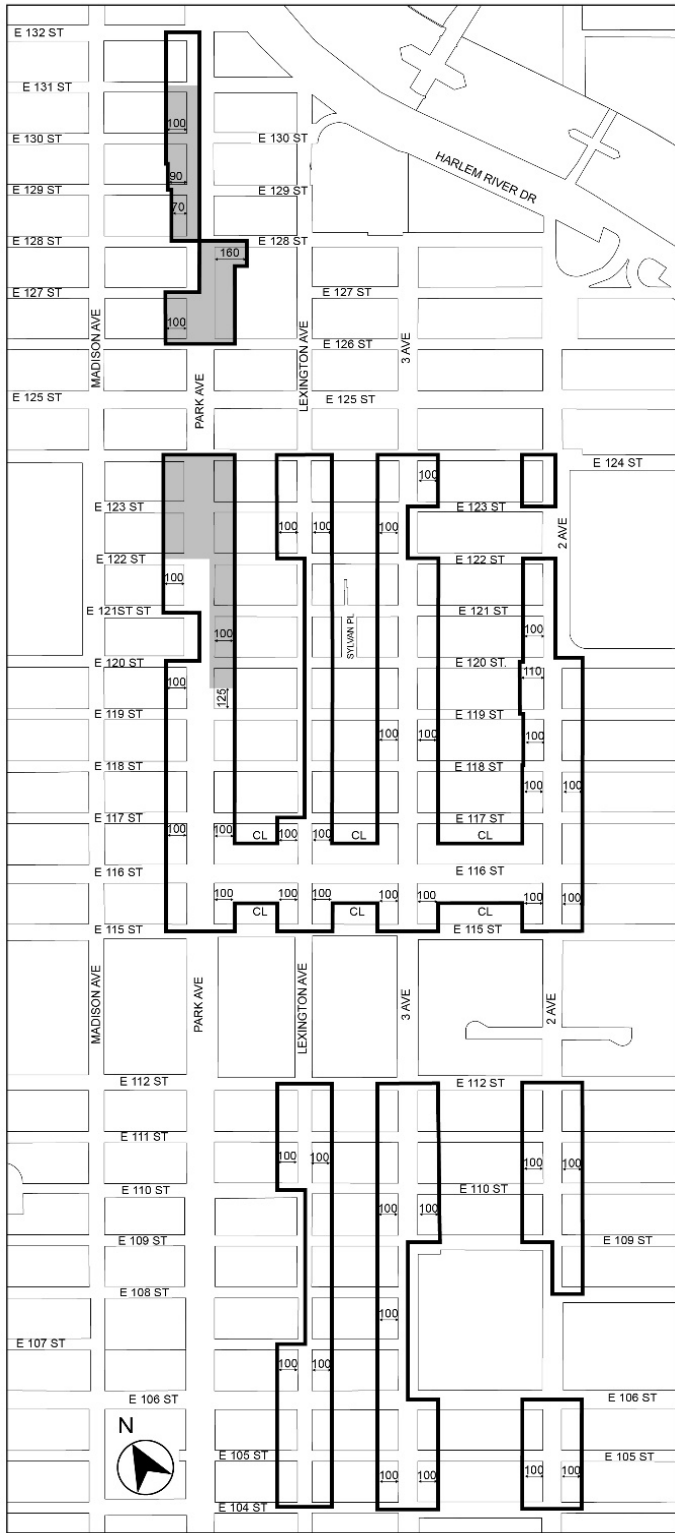 E 132 ST
E 131 ST
100
E 130 ST
E 130 ST
90
HARLEM RIVER DR
E 129 ST
E 129 ST
70
E 128 ST
E 128 ST
160
E 127 ST
E 127 ST
100
MADISON AVE
LEXINGTON AVE
3 AVE
E 126 ST
E 125 ST
PARK AVE
E 125 ST
E 124 ST
100
E 123 ST
E 123 ST
100
100
100
2 AVE
E 122 ST
E 122 ST
100
E 121ST ST
E 121 ST
100
SYLVAN PL
100
E 120 ST
E 120 ST.
100
110
125
E 119 ST
E 119 ST
100
100
100
E 118 ST
E 118 ST
100
100
E 117 ST
E 117 ST
100
100
CL
100
100
CL
CL
E 116 ST
E 116 ST
100
100
100
100
100
100
100
CL
CL
CL
E 115 ST
E 115 ST
MADISON AVE
PARK AVE
LEXINGTON AVE
3 AVE
2 AVE
E 112 ST
E 112 ST
E 111 ST
100
100
100
100
E 110 ST
E 110 ST
100
100
E 109 ST
E 109 ST
E 108 ST
100
E 107 ST
100
100
E 106 ST
E 106 ST
N
E 105 ST
E 105 ST
100
100
100
100
E 104 ST